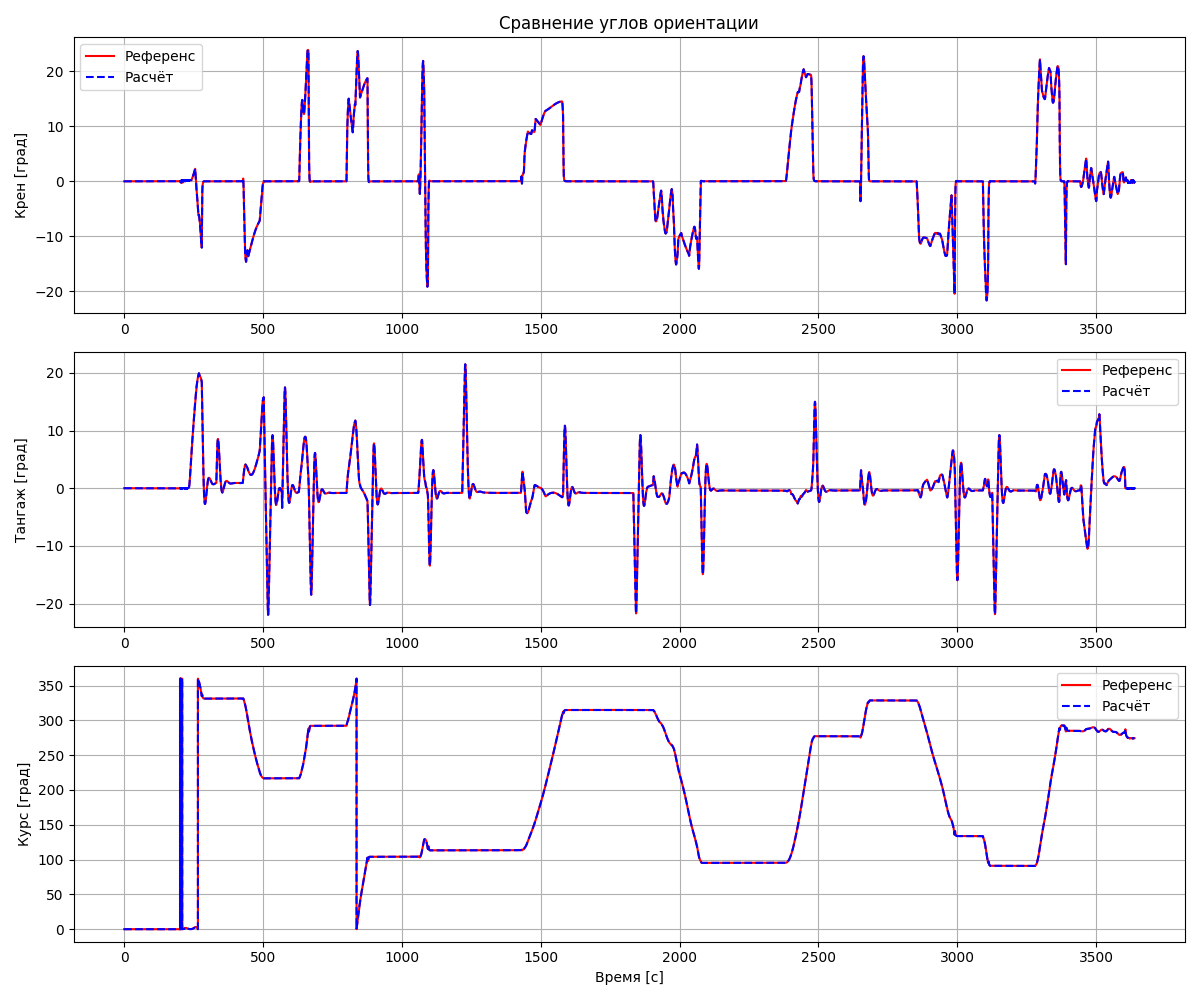 Сравнение углов ориентации
Крен [град]
20
10
0
−10
−20
Референс
Расчёт
0 500 1000 1500 2000 2500 3000 3500
Тангаж [град]
20
10
0
−10
−20
Референс
Расчёт
0 500 1000 1500 2000 2500 3000 3500
Курс [град]
350
300
250
200
150
100
50
0
Референс
Расчёт
0 500 1000 1500 2000 2500 3000 3500
Время [с]